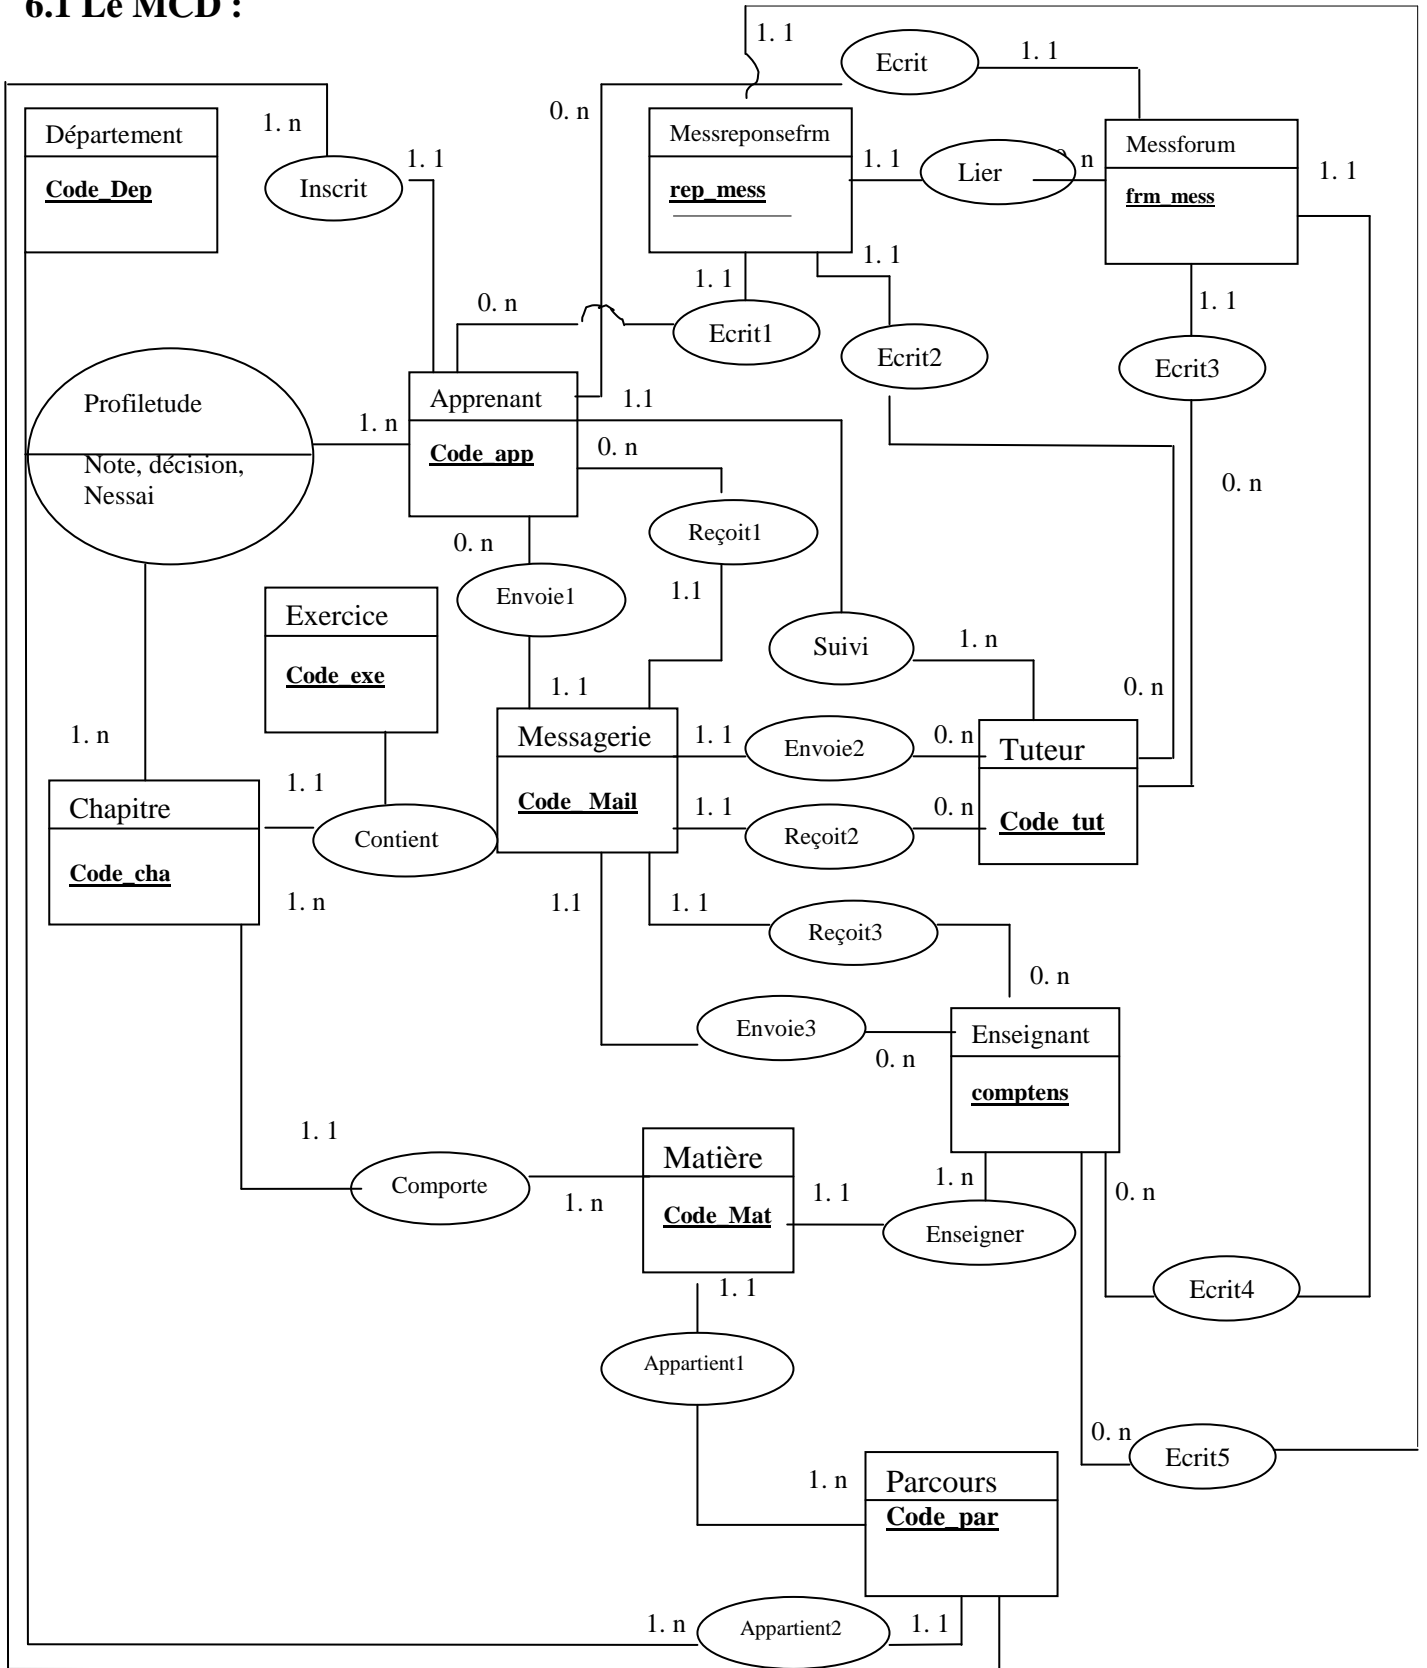 6.1 Le MCD :
1. 1
Ecrit
1. 1
0. n
1. n
Département
Code_Dep
Inscrit
1. 1
Messreponsefrm
rep_mess
1. 1
Lier
0. n
Messforum
frm_mess
1. 1
1. 1
1. 1
1. 1
0. n
Ecrit1
Ecrit2
Ecrit3
Profiletude
Note, décision,
Nessai
1. n
Apprenant
Code_app
1.1
0. n
0. n
0. n
Reçoit1
Envoie1
1.1
Exercice
Code_exe
Suivi
1. n
0. n
1. 1
1. n
Messagerie
Code_ Mail
1. 1
Envoie2
0. n
Tuteur
Code_tut
1. 1
Reçoit2
0. n
Chapitre
Code_cha
1. 1
Contient
1. n
1.1
1. 1
Reçoit3
0. n
Envoie3
0. n
Enseignant
comptens
1. 1
Comporte
1. n
Matière
Code_Mat
1. 1
1. n
Enseigner
0. n
1. 1
Ecrit4
Appartient1
0. n
Ecrit5
1. n
Parcours
Code_par
1. n
Appartient2
1. 1